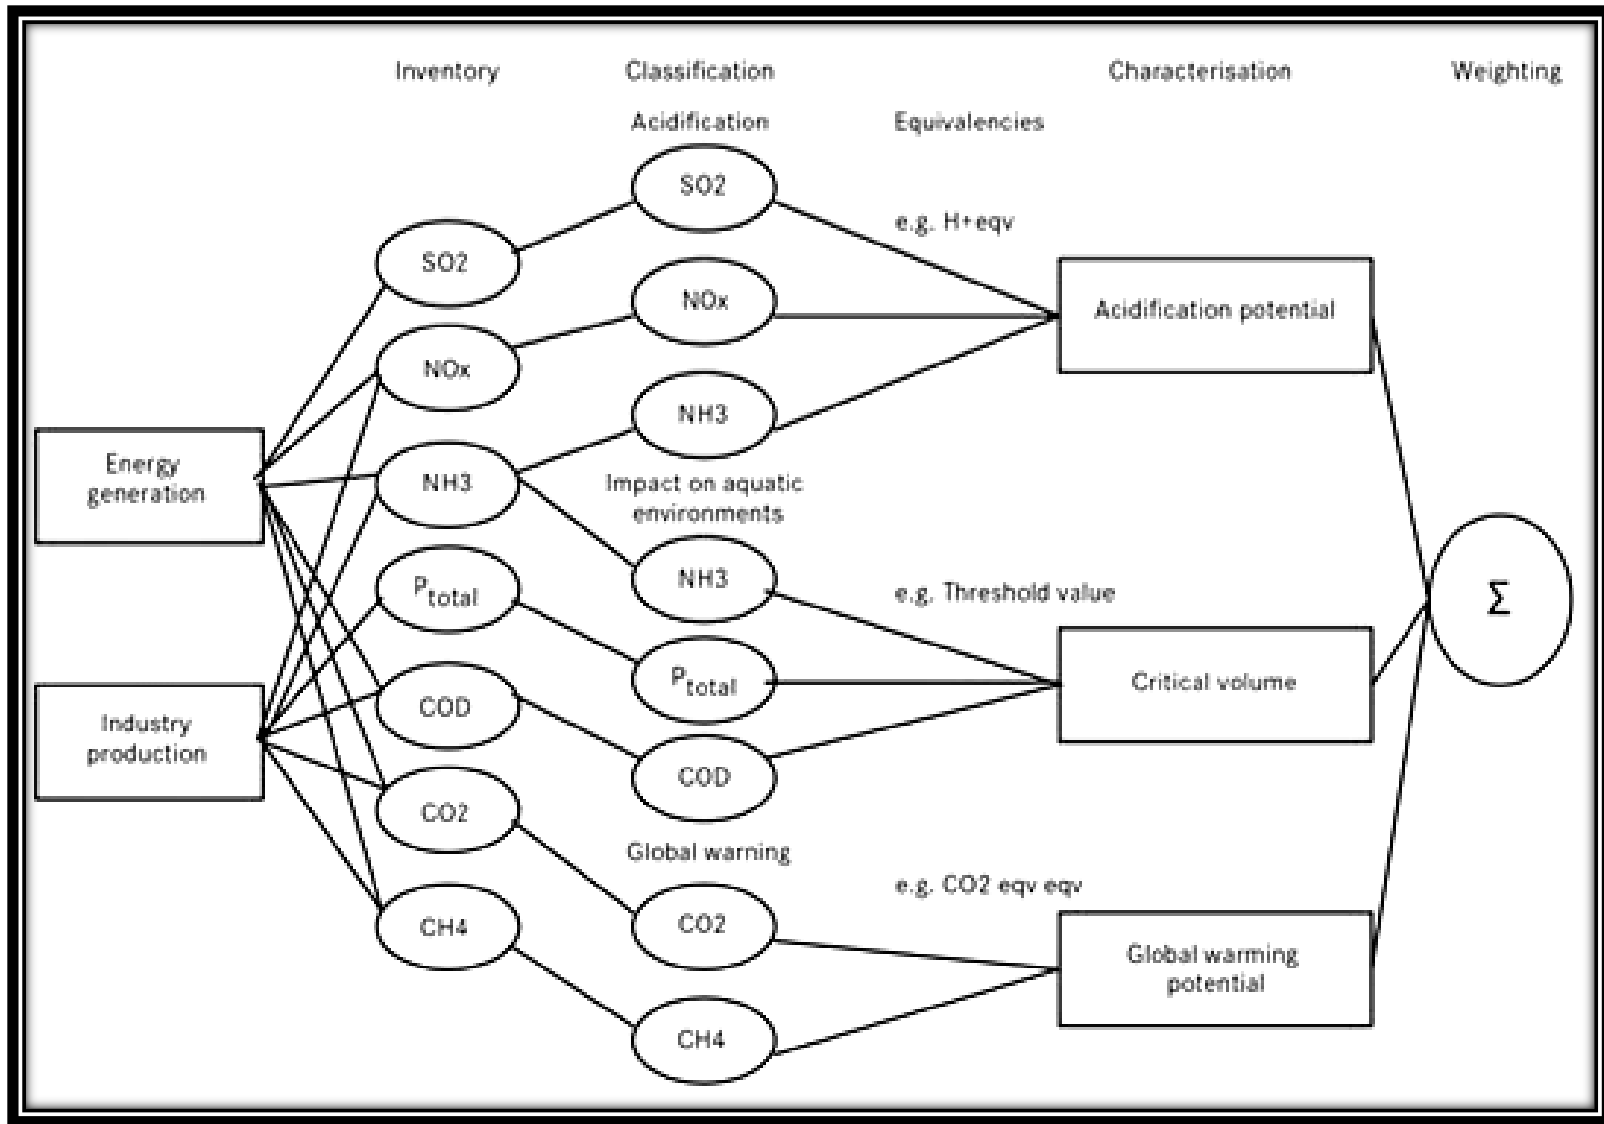 Inventory
Classification
Characterisation
Weighting
Acidification
Equivalencies
SO2
e.g. H+eqv
SO2
NOx
Acidification potential
NOx
NH3
Energy
generation
NH3
Impact on aquatic
environments
NH3
Ptotal
e.g. Threshold value
Σ
Ptotal
Critical volume
COD
Industry
production
COD
CO2
Global warning
e.g. CO2 eqv eqv
CO2
CH4
Global warming
potential
CH4